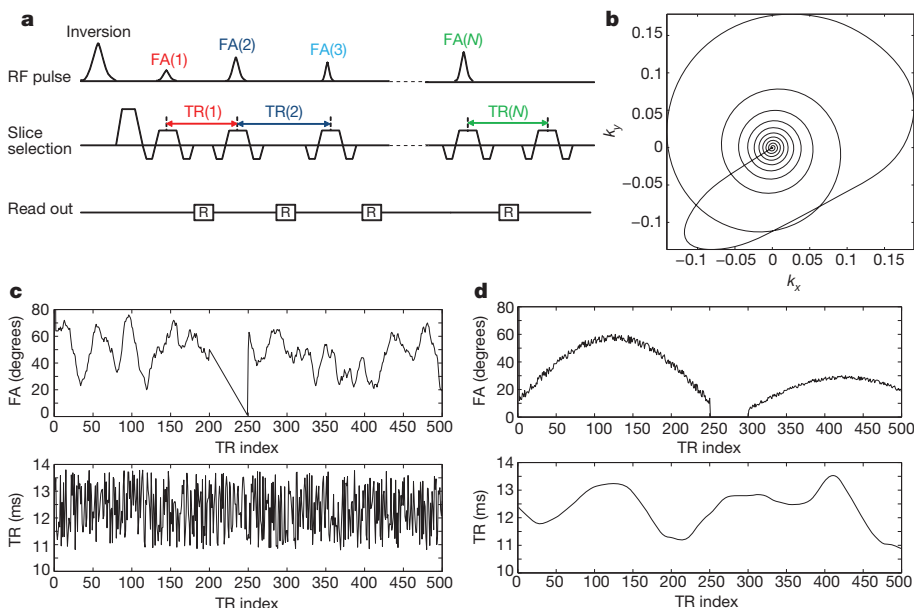 a
Inversion
FA(1)
FA(2)
FA(3)
FA(N)
RF pulse
TR(1)
TR(2)
TR(N)
Slice
selection
Read out
R
R
R
R
b
0.15
0.1
0.05
0
−0.05
−0.1
k_y
−0.1
−0.05
0
0.05
0.1
0.15
k_x
c
80
60
40
20
0
FA (degrees)
0 50 100 150 200 250 300 350 400 450 500
TR index
14
13
12
11
10
TR (ms)
0 50 100 150 200 250 300 350 400 450 500
TR index
d
80
60
40
20
0
FA (degrees)
0 50 100 150 200 250 300 350 400 450 500
TR index
14
13
12
11
10
TR (ms)
0 50 100 150 200 250 300 350 400 450 500
TR index